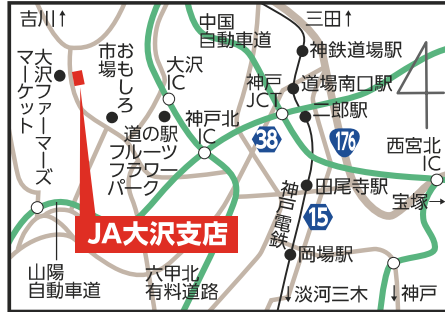 吉川↑
中国
自動車道
三田↑
大沢ファーマーズ
マーケット
おもしろ
市場
大沢
IC
神鉄道場駅
神戸
JCT
道場南口駅
二郎駅
道の駅
フルーツ
フラワー
パーク
神戸北
IC
38
176
西宮北
IC
神戸電鉄
田尾寺駅
宝塚→
15
JA大沢支店
岡場駅
山陽
自動車道
六甲北
有料道路
↓淡河三木
↓神戸